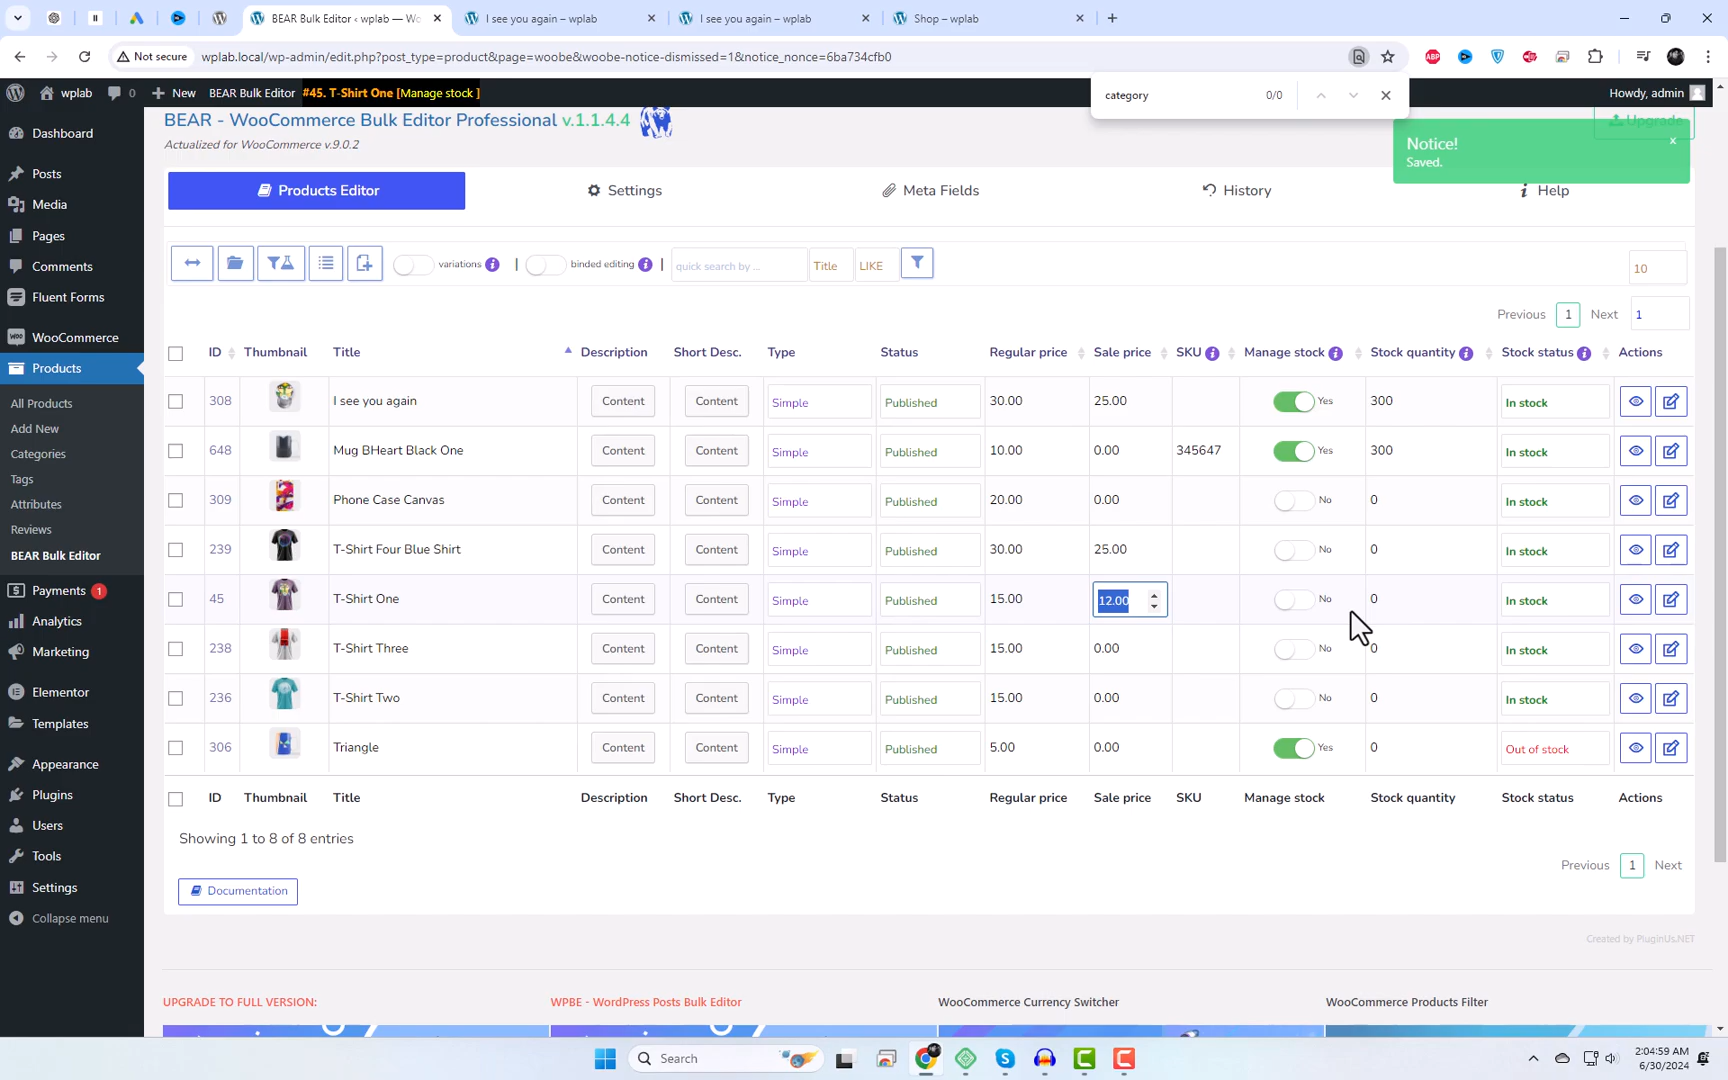 BEAR Bulk Editor ‹ wplab — Wo
I see you again – wplab
I see you again – wplab
Shop – wplab
Not secure
wplab.local/wp-admin/edit.php?post_type=product&page=woobe&woobe-notice-dismissed=1&notice_nonce=6ba734cfb0
ABP
category
0/0
wplab
0
New
BEAR Bulk Editor
#45. T-Shirt One [Manage stock ]
Howdy, admin
Dashboard
Posts
Media
Pages
Comments
Fluent Forms
WooCommerce
Products
All Products
Add New
Categories
Tags
Attributes
Reviews
BEAR Bulk Editor
Payments 1
Analytics
Marketing
Elementor
Templates
Appearance
Plugins
Users
Tools
Settings
Collapse menu
BEAR - WooCommerce Bulk Editor Professional v.1.1.4.4
Actualized for WooCommerce v.9.0.2
Upgrade
Notice!
Saved.
x
Products Editor
Settings
Meta Fields
History
Help
variations
| binded editing |
quick search by ...
Title
LIKE
10
Previous 1 Next 1
ID Thumbnail Title Description Short Desc. Type Status Regular price Sale price SKU Manage stock Stock quantity Stock status Actions
308 I see you again Content Content Simple Published 30.00 25.00 Yes 300 In stock
648 Mug BHeart Black One Content Content Simple Published 10.00 0.00 345647 Yes 300 In stock
309 Phone Case Canvas Content Content Simple Published 20.00 0.00 No 0 In stock
239 T-Shirt Four Blue Shirt Content Content Simple Published 30.00 25.00 No 0 In stock
45 T-Shirt One Content Content Simple Published 15.00 12.00 No 0 In stock
238 T-Shirt Three Content Content Simple Published 15.00 0.00 No 0 In stock
236 T-Shirt Two Content Content Simple Published 15.00 0.00 No 0 In stock
306 Triangle Content Content Simple Published 5.00 0.00 Yes 0 Out of stock
ID Thumbnail Title Description Short Desc. Type Status Regular price Sale price SKU Manage stock Stock quantity Stock status Actions
Showing 1 to 8 of 8 entries
Previous 1 Next
Documentation
Created by PluginUs.NET
UPGRADE TO FULL VERSION:
WPBE - WordPress Posts Bulk Editor
WooCommerce Currency Switcher
WooCommerce Products Filter
Search
2:04:59 AM
6/30/2024